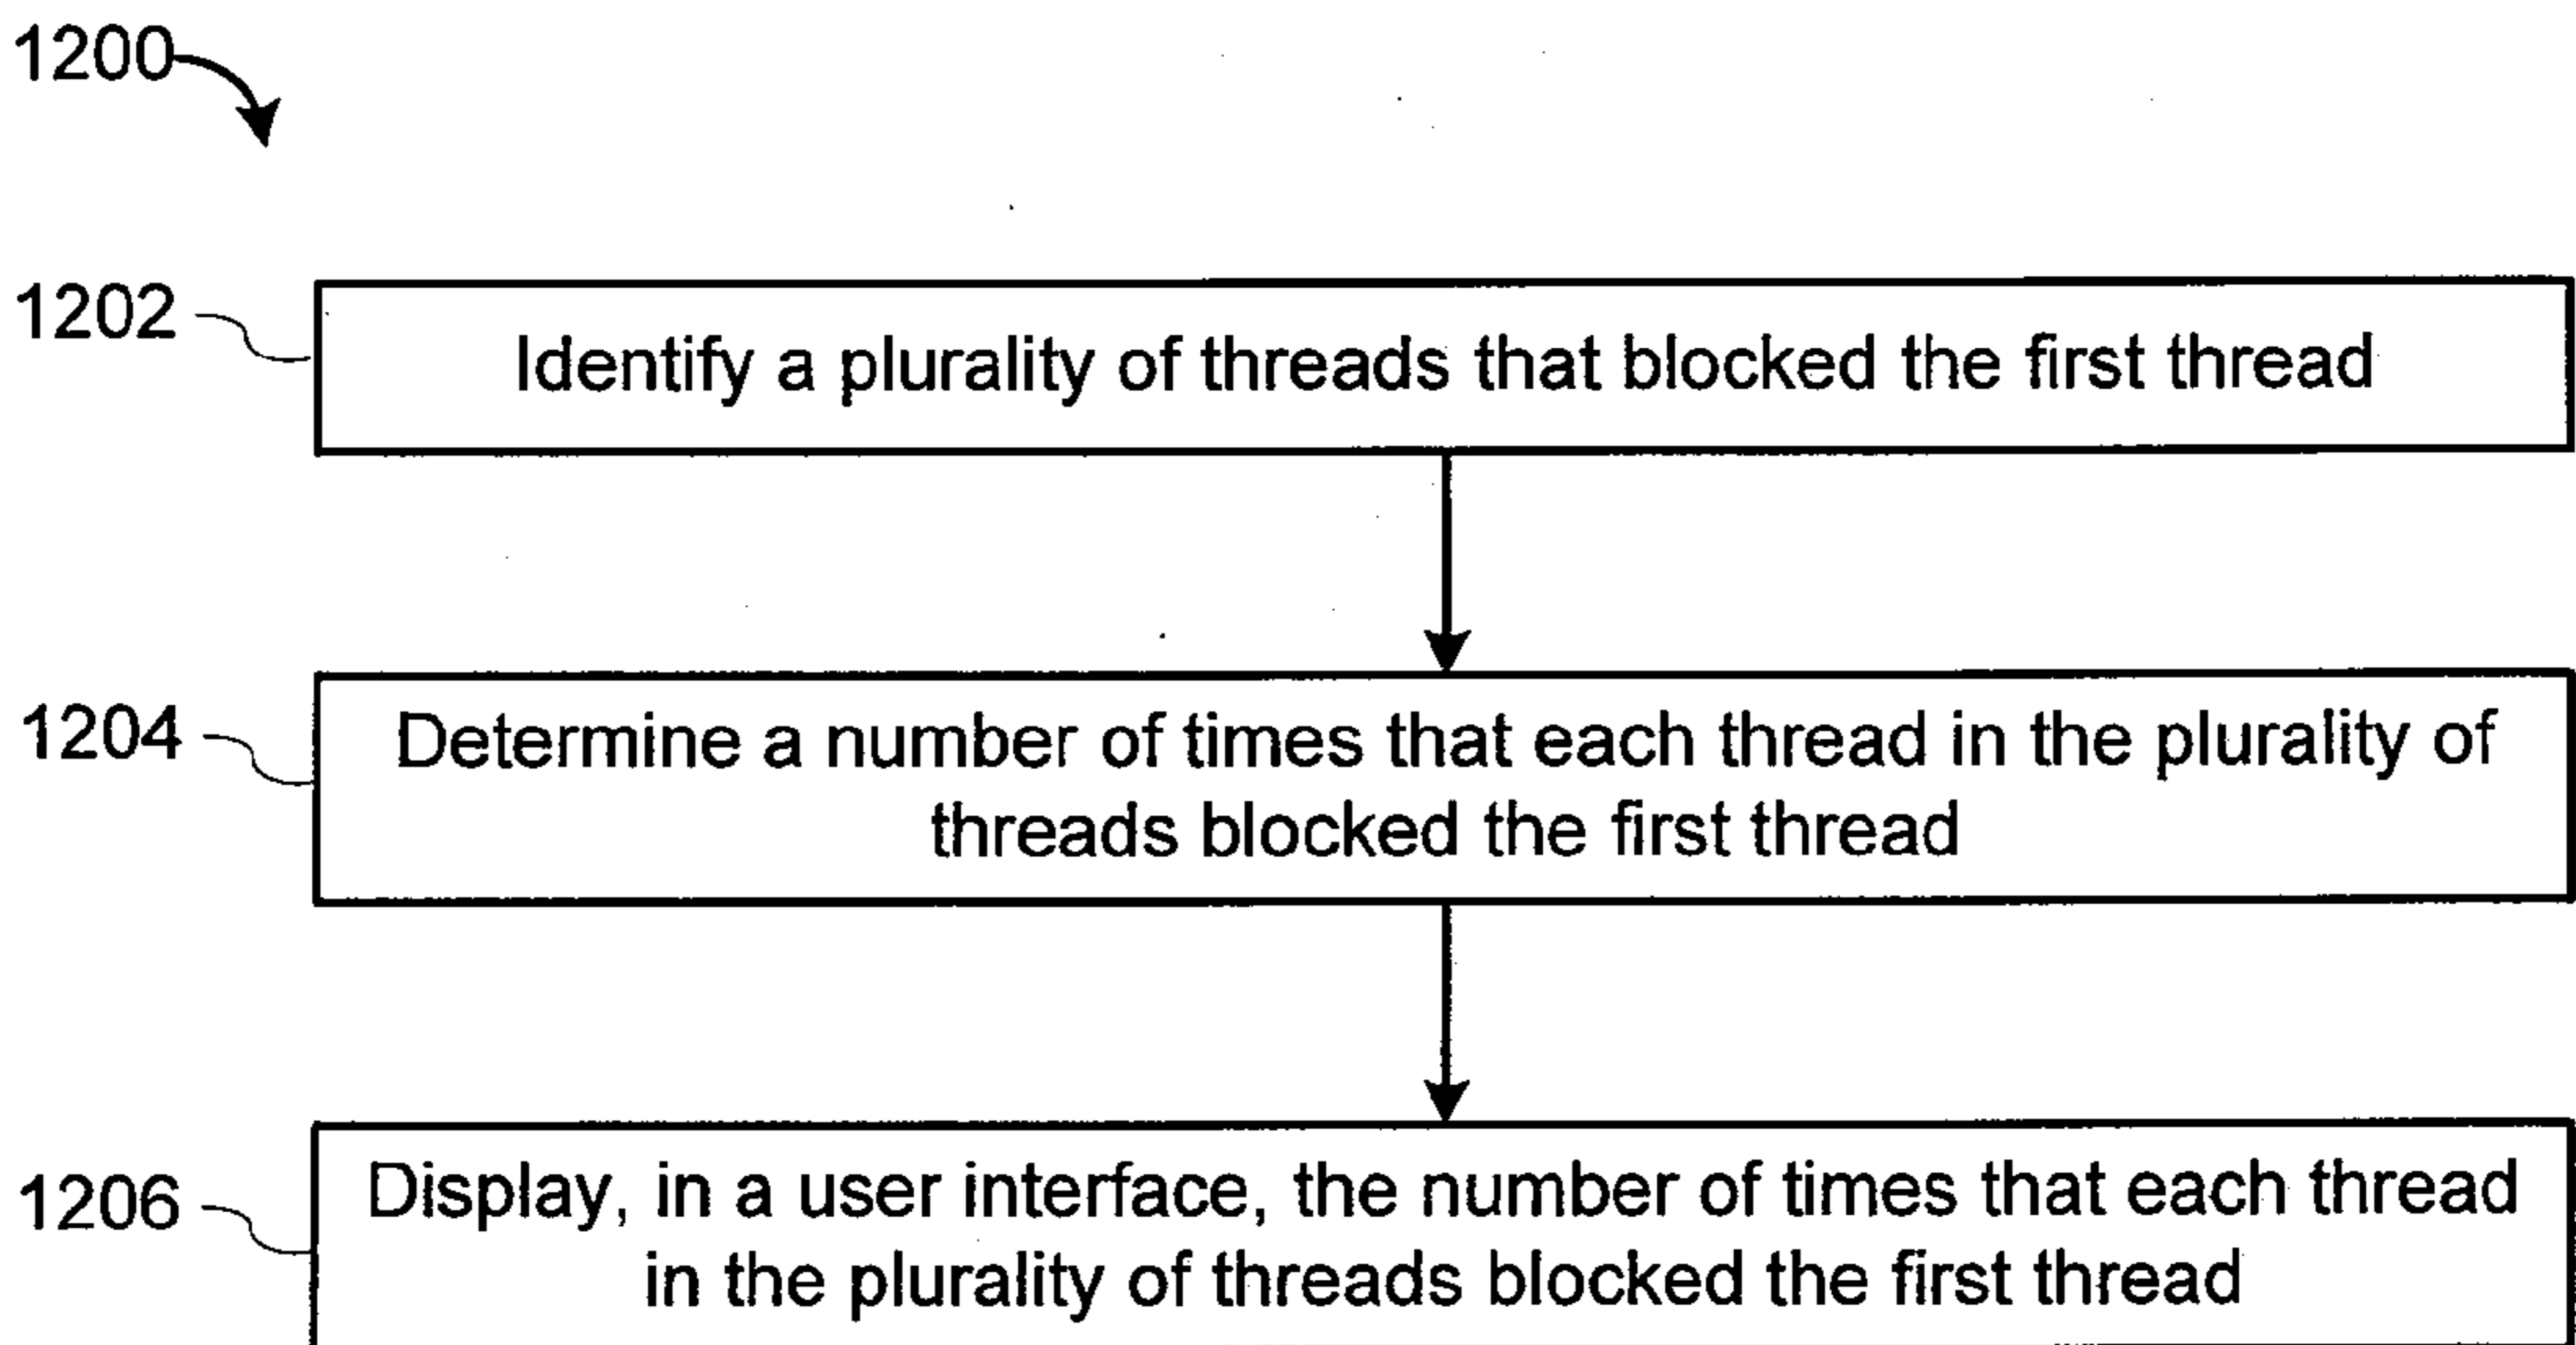 1200
1202
Identify a plurality of threads that blocked the first thread
1204
Determine a number of times that each thread in the plurality of
threads blocked the first thread
1206
Display, in a user interface, the number of times that each thread
in the plurality of threads blocked the first thread